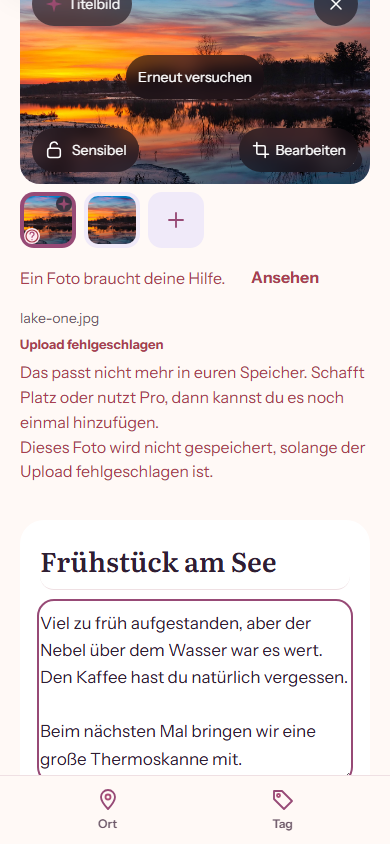 Titelbild
Erneut versuchen
Sensibel
Bearbeiten
Ein Foto braucht deine Hilfe. Ansehen
lake-one.jpg
Upload fehlgeschlagen
Das passt nicht mehr in euren Speicher. Schafft
Platz oder nutzt Pro, dann kannst du es noch
einmal hinzufügen.
Dieses Foto wird nicht gespeichert, solange der
Upload fehlgeschlagen ist.
Frühstück am See
Viel zu früh aufgestanden, aber der
Nebel über dem Wasser war es wert.
Den Kaffee hast du natürlich vergessen.
Beim nächsten Mal bringen wir eine
große Thermoskanne mit.
Ort
Tag